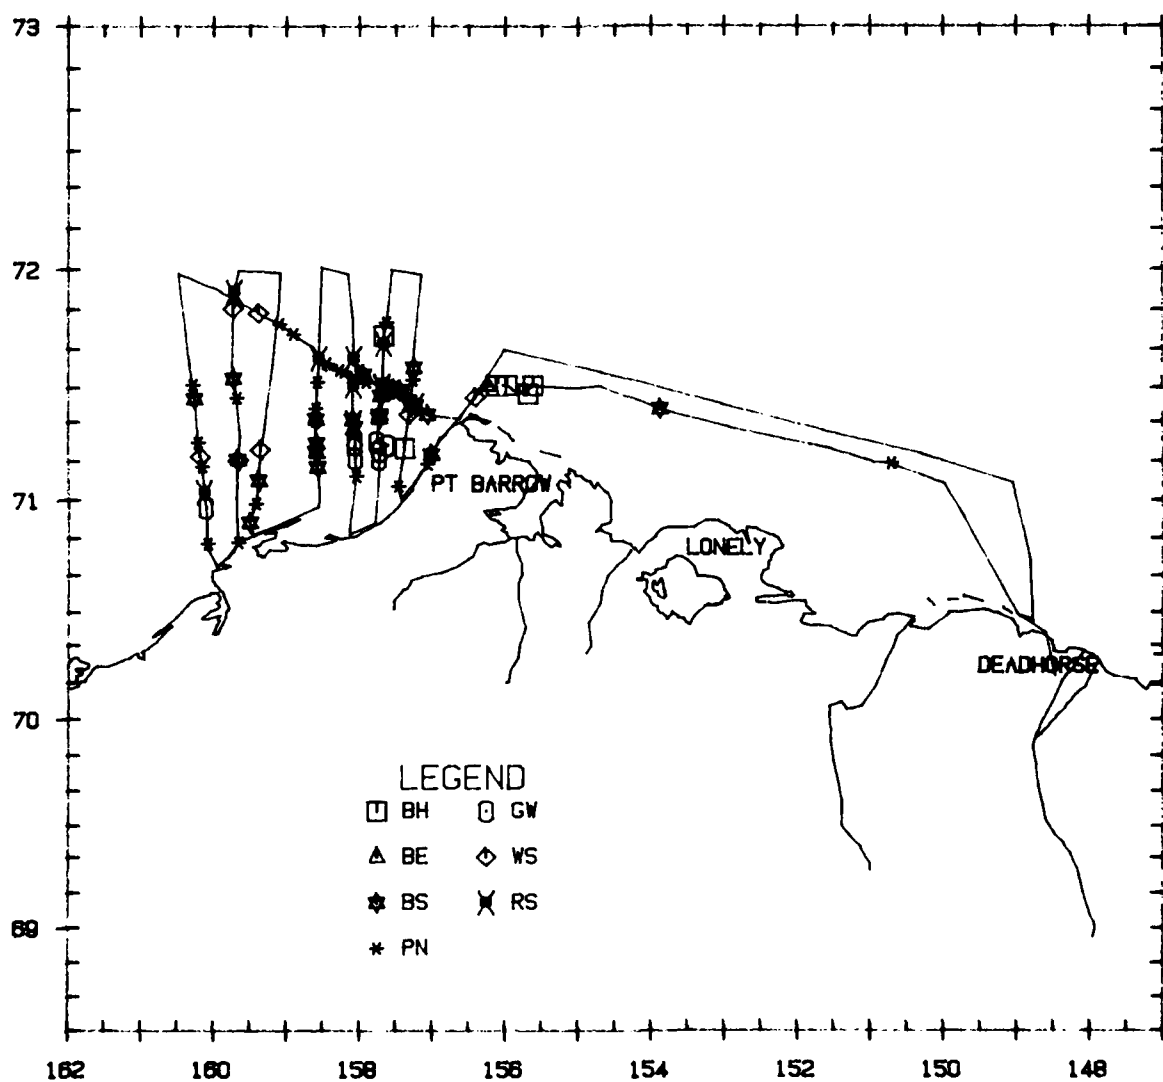 73
72
PT BARROW
71
LONELY
DEADHORSE
70
LEGEND
BH GW
BE WS
BS RS
PN
69
162 160 158 156 154 152 150 148